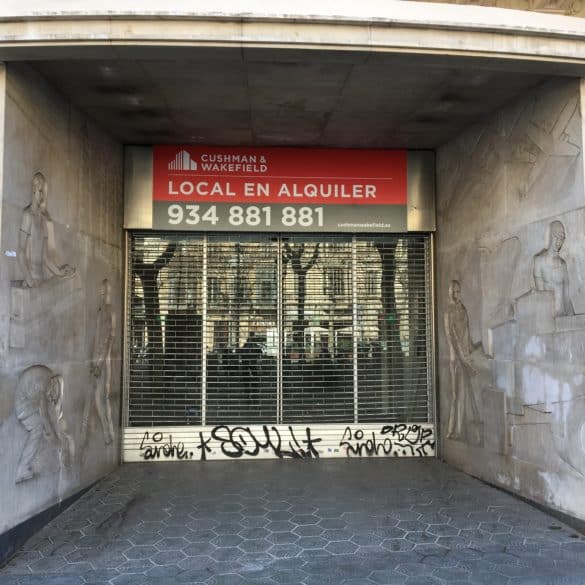 CUSHMAN &
WAKEFIELD
LOCAL EN ALQUILER
934 881 881
cushmanwakefield.es